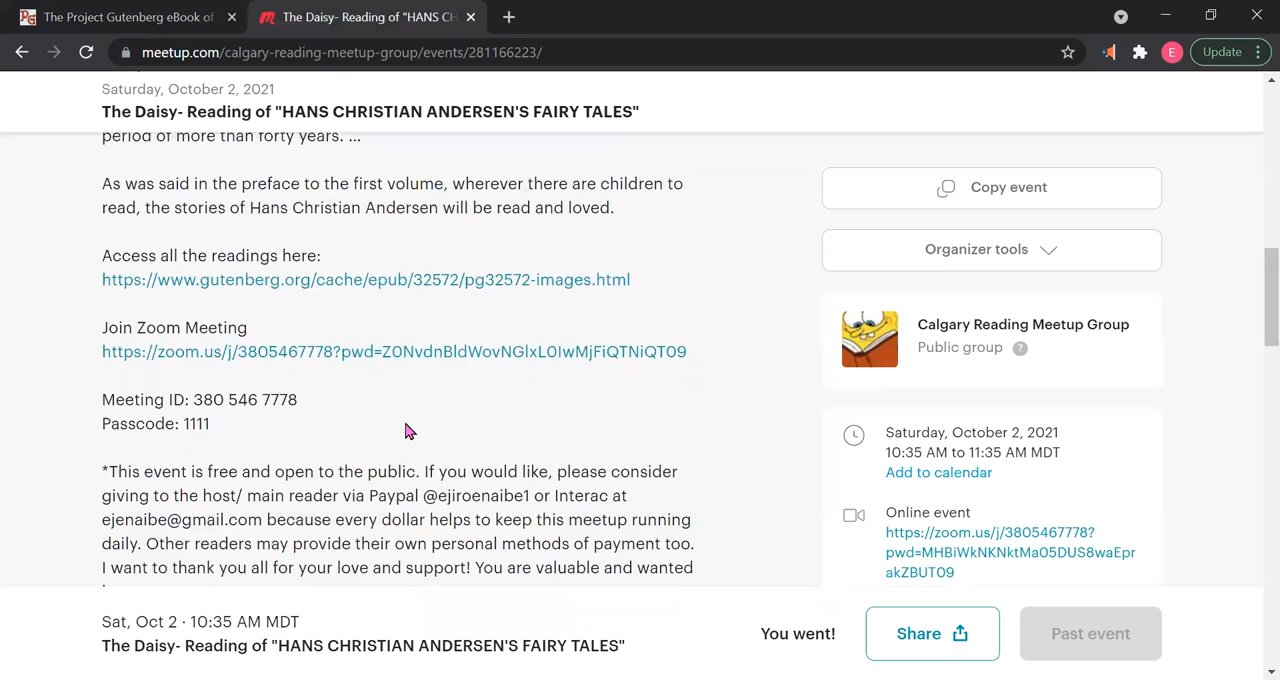 The Project Gutenberg eBook of
The Daisy- Reading of "HANS CH
meetup.com/calgary-reading-meetup-group/events/281166223/
E
Update
Saturday, October 2, 2021
The Daisy- Reading of "HANS CHRISTIAN ANDERSEN'S FAIRY TALES"
period of more than forty years. ...
As was said in the preface to the first volume, wherever there are children to
read, the stories of Hans Christian Andersen will be read and loved.
Access all the readings here:
https://www.gutenberg.org/cache/epub/32572/pg32572-images.html
Join Zoom Meeting
https://zoom.us/j/3805467778?pwd=Z0NvdnBldWovNGlxL0IwMjFiQTNiQT09
Meeting ID: 380 546 7778
Passcode: 1111
*This event is free and open to the public. If you would like, please consider
giving to the host/ main reader via Paypal @ejiroenaibe1 or Interac at
ejenaibe@gmail.com because every dollar helps to keep this meetup running
daily. Other readers may provide their own personal methods of payment too.
I want to thank you all for your love and support! You are valuable and wanted
Copy event
Organizer tools
Calgary Reading Meetup Group
Public group ?
Saturday, October 2, 2021
10:35 AM to 11:35 AM MDT
Add to calendar
Online event
https://zoom.us/j/3805467778?
pwd=MHBiWkNKNktMa05DUS8waEpr
akZBUT09
Sat, Oct 2 · 10:35 AM MDT
The Daisy- Reading of "HANS CHRISTIAN ANDERSEN'S FAIRY TALES"
You went!
Share
Past event